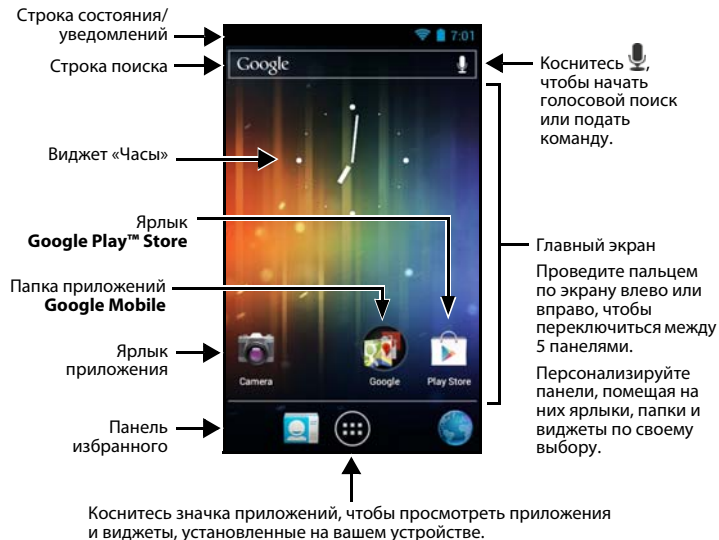 Строка состояния/
уведомлений
7:01
Строка поиска
Google
Коснитесь
,
чтобы начать
голосовой поиск
или подать
команду.
Виджет «Часы»
Ярлык
Google Play™ Store
Папка приложений
Google Mobile
Ярлык
приложения
Camera
Google
Play Store
Панель
избранного
Главный экран
Проведите пальцем
по экрану влево или
вправо, чтобы
переключиться между
5 панелями.
Персонализируйте
панели, помещая на
них ярлыки, папки и
виджеты по своему
выбору.
Коснитесь значка приложений, чтобы просмотреть приложения
и виджеты, установленные на вашем устройстве.